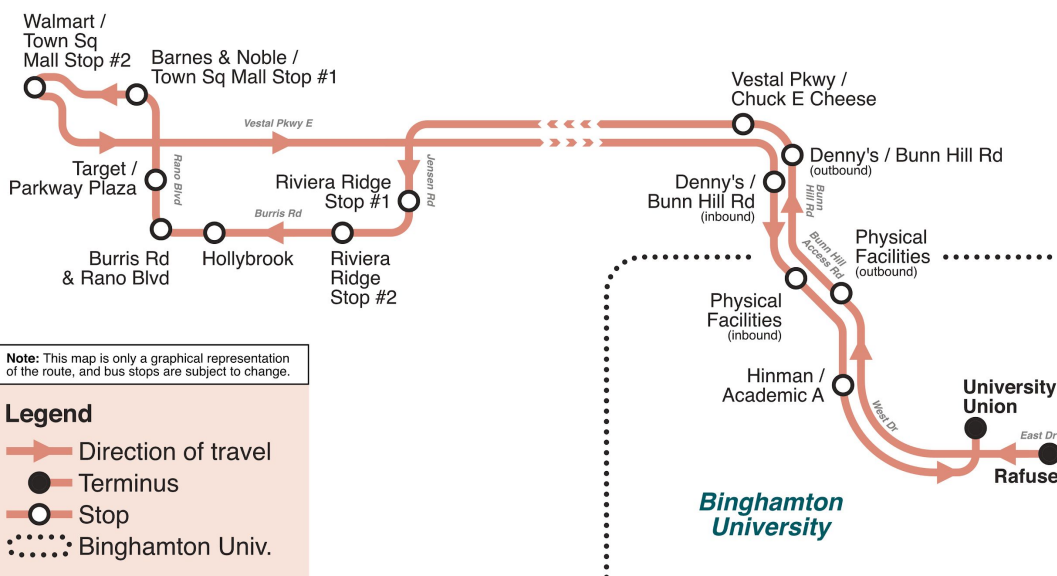 Walmart /
Town Sq
Mall Stop #2
Barnes & Noble /
Town Sq Mall Stop #1
Vestal Pkwy /
Chuck E Cheese
Vestal Pkwy E
Denny's / Bunn Hill Rd
(outbound)
Target /
Parkway Plaza
Rano Blvd
Riviera Ridge
Stop #1
Jensen Rd
Denny's /
Bunn Hill Rd
(inbound)
Bunn
Hill Rd
Burris Rd
Burris Rd
& Rano Blvd
Hollybrook
Riviera
Ridge
Stop #2
Bunn Hill
Access Rd
Physical
Facilities
(outbound)
Physical
Facilities
(inbound)
Note: This map is only a graphical representation
of the route, and bus stops are subject to change.
Hinman /
Academic A
West Dr
University
Union
East Dr
Rafuse
Legend
Direction of travel
Terminus
Stop
Binghamton Univ.
Binghamton
University